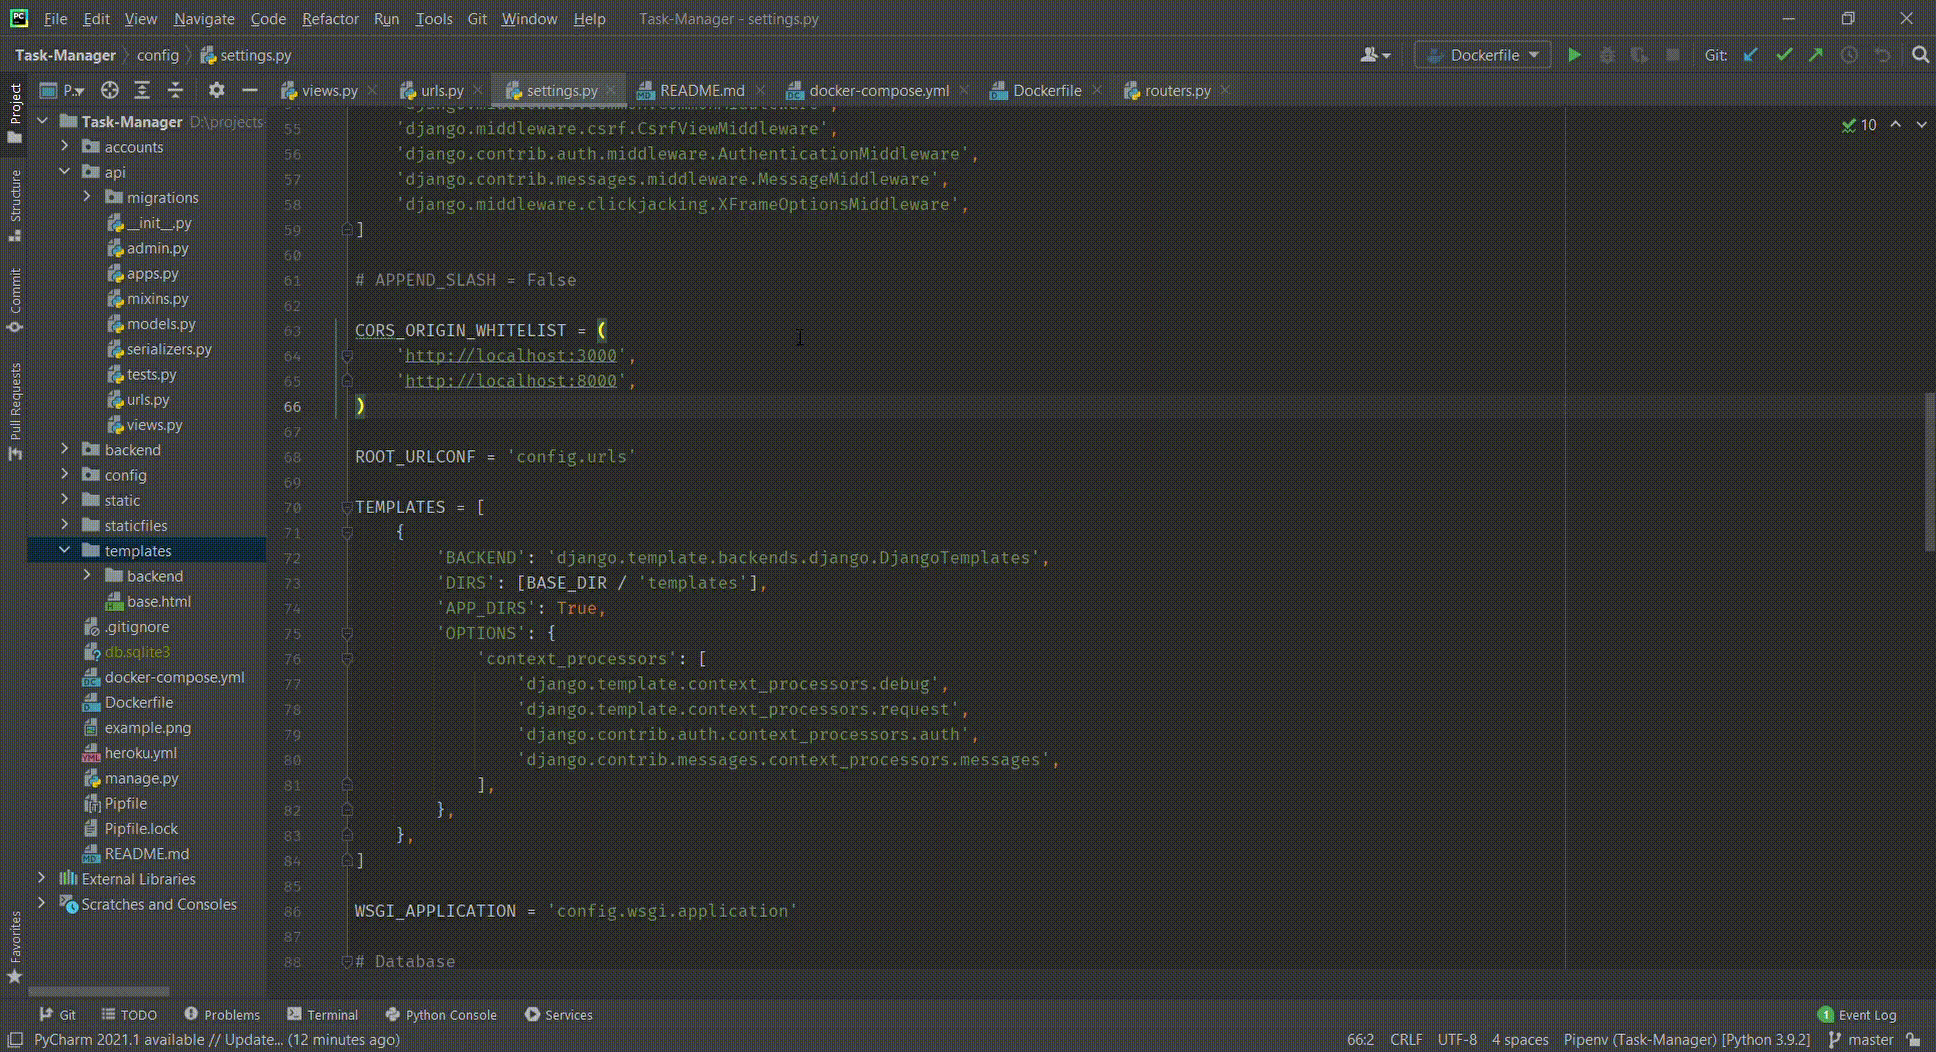 File Edit View Navigate Code Refactor Run Tools Git Window Help Task-Manager - settings.py
Task-Manager config settings.py Dockerfile Git:
P... views.py urls.py settings.py README.md docker-compose.yml Dockerfile routers.py
Project
Structure
Commit
Pull Requests
Favorites
Task-Manager D:\projects
accounts
api
migrations
__init__.py
admin.py
apps.py
mixins.py
models.py
serializers.py
tests.py
urls.py
views.py
backend
config
static
staticfiles
templates
backend
base.html
.gitignore
db.sqlite3
docker-compose.yml
Dockerfile
example.png
heroku.yml
manage.py
Pipfile
Pipfile.lock
README.md
External Libraries
Scratches and Consoles
10
55 'django.middleware.csrf.CsrfViewMiddleware',
56 'django.contrib.auth.middleware.AuthenticationMiddleware',
57 'django.contrib.messages.middleware.MessageMiddleware',
58 'django.middleware.clickjacking.XFrameOptionsMiddleware',
59 ]
60
61 # APPEND_SLASH = False
62
63 CORS_ORIGIN_WHITELIST = (
64 'http://localhost:3000',
65 'http://localhost:8000',
66 )
67
68 ROOT_URLCONF = 'config.urls'
69
70 TEMPLATES = [
71 {
72 'BACKEND': 'django.template.backends.django.DjangoTemplates',
73 'DIRS': [BASE_DIR / 'templates'],
74 'APP_DIRS': True,
75 'OPTIONS': {
76 'context_processors': [
77 'django.template.context_processors.debug',
78 'django.template.context_processors.request',
79 'django.contrib.auth.context_processors.auth',
80 'django.contrib.messages.context_processors.messages',
81 ],
82 },
83 },
84 ]
85
86 WSGI_APPLICATION = 'config.wsgi.application'
87
88 # Database
Git TODO Problems Terminal Python Console Services 1 Event Log
PyCharm 2021.1 available // Update... (12 minutes ago) 66:2 CRLF UTF-8 4 spaces Pipenv (Task-Manager) [Python 3.9.2] master